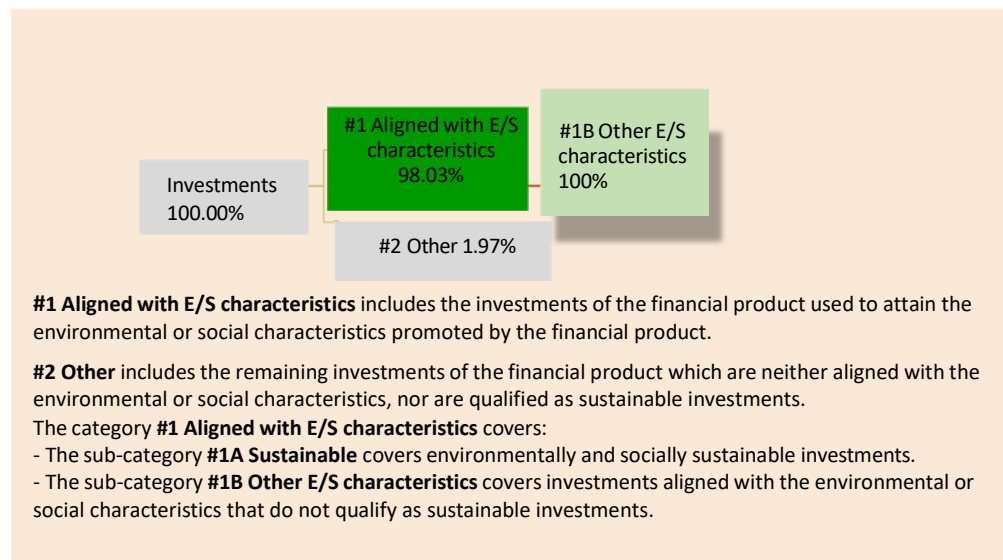 #1 Aligned with E/S
characteristics
98.03%
#1B Other E/S
characteristics
100%
Investments
100.00%
#2 Other 1.97%
#1 Aligned with E/S characteristics includes the investments of the financial product used to attain the
environmental or social characteristics promoted by the financial product.
#2 Other includes the remaining investments of the financial product which are neither aligned with the
environmental or social characteristics, nor are qualified as sustainable investments.
The category #1 Aligned with E/S characteristics covers:
- The sub-category #1A Sustainable covers environmentally and socially sustainable investments.
- The sub-category #1B Other E/S characteristics covers investments aligned with the environmental or
social characteristics that do not qualify as sustainable investments.